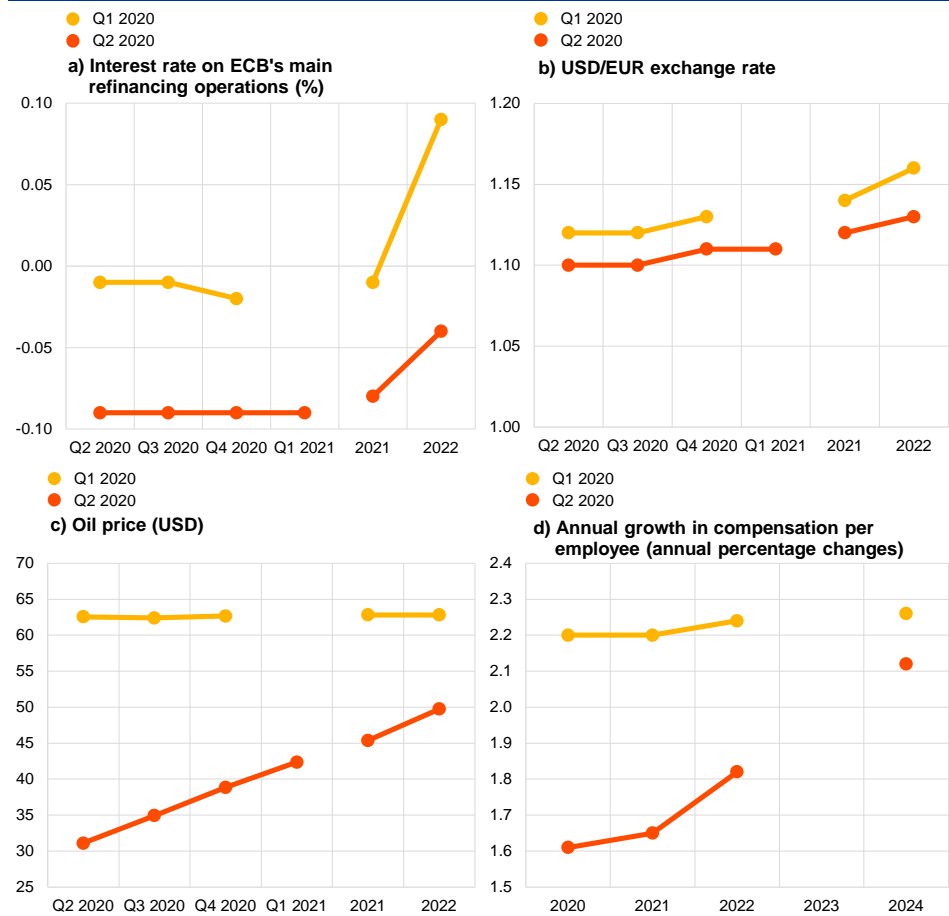 Q1 2020
Q2 2020
a) Interest rate on ECB's main
refinancing operations (%)
0.10
0.05
0.00
-0.05
-0.10
Q2 2020 Q3 2020 Q4 2020 Q1 2021 2021 2022
Q1 2020
Q2 2020
b) USD/EUR exchange rate
1.20
1.15
1.10
1.05
1.00
Q2 2020 Q3 2020 Q4 2020 Q1 2021 2021 2022
Q1 2020
Q2 2020
c) Oil price (USD)
70
65
60
55
50
45
40
35
30
25
Q2 2020 Q3 2020 Q4 2020 Q1 2021 2021 2022
Q1 2020
Q2 2020
d) Annual growth in compensation per
employee (annual percentage changes)
2.4
2.3
2.2
2.1
2.0
1.9
1.8
1.7
1.6
1.5
2020 2021 2022 2023 2024